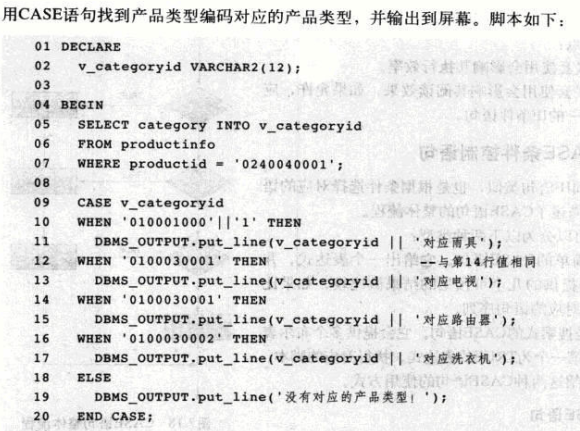 用CASE语句找到产品类型编码对应的产品类型，并输出到屏幕。脚本如下：
01 DECLARE
02   v_categoryid VARCHAR2(12);
03
04 BEGIN
05   SELECT category INTO v_categoryid
06   FROM productinfo
07   WHERE productid = '0240040001';
08
09   CASE v_categoryid
10   WHEN '010001000'||'1' THEN
11     DBMS_OUTPUT.put_line(v_categoryid || '对应雨具');
12   WHEN '0100030001' THEN                --与第14行值相同
13     DBMS_OUTPUT.put_line(v_categoryid || '对应电视');
14   WHEN '0100030001' THEN
15     DBMS_OUTPUT.put_line(v_categoryid || '对应路由器');
16   WHEN '0100030002' THEN
17     DBMS_OUTPUT.put_line(v_categoryid || '对应洗衣机');
18   ELSE
19     DBMS_OUTPUT.put_line('没有对应的产品类型！');
20   END CASE;